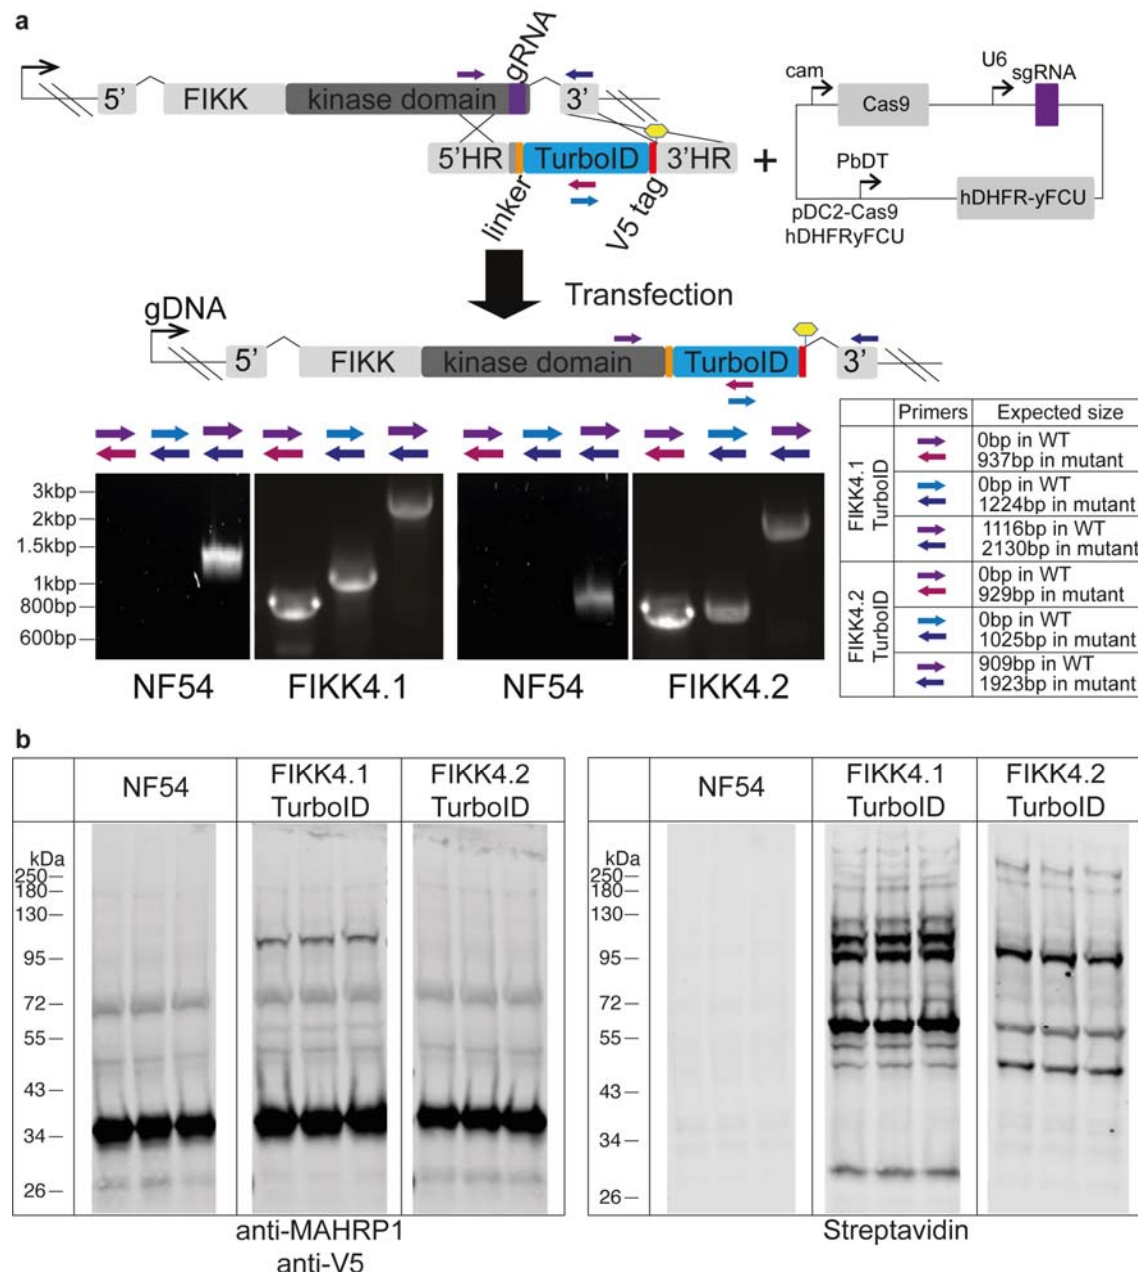 a
gRNA
5'
FIKK
kinase domain
3'
5'HR
TurboID
3'HR
linker
V5 tag
+
cam
Cas9
U6
sgRNA
PbDT
pDC2-Cas9
hDHFRyFCU
hDHFR-yFCU
Transfection
gDNA
5'
FIKK
kinase domain
TurboID
3'
3kbp
2kbp
1.5kbp
1kbp
800bp
600bp
NF54
FIKK4.1
NF54
FIKK4.2
Primers
Expected size
FIKK4.1
TurboID
0bp in WT
937bp in mutant
0bp in WT
1224bp in mutant
1116bp in WT
2130bp in mutant
FIKK4.2
TurboID
0bp in WT
929bp in mutant
0bp in WT
1025bp in mutant
909bp in WT
1923bp in mutant
b
NF54
FIKK4.1
TurboID
FIKK4.2
TurboID
kDa
250
180
130
95
72
55
43
34
26
anti-MAHRP1
anti-V5
NF54
FIKK4.1
TurboID
FIKK4.2
TurboID
kDa
250
180
130
95
72
55
43
34
26
Streptavidin